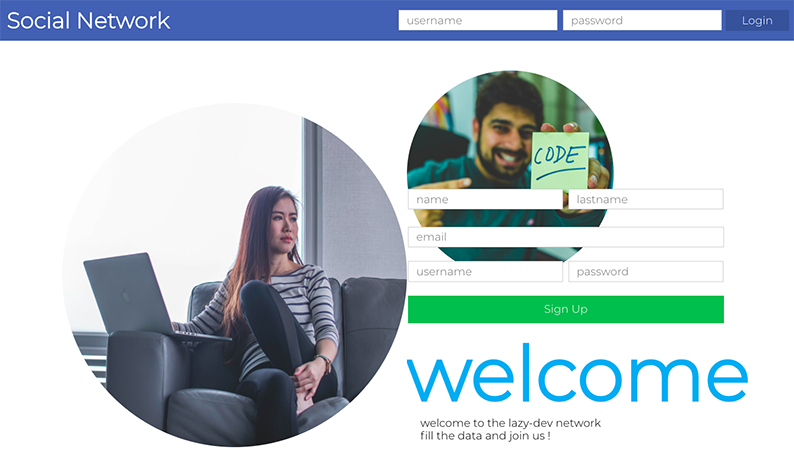 Social Network
username
password
Login
CODE
name
lastname
email
username
password
Sign Up
welcome
welcome to the lazy-dev network
fill the data and join us !